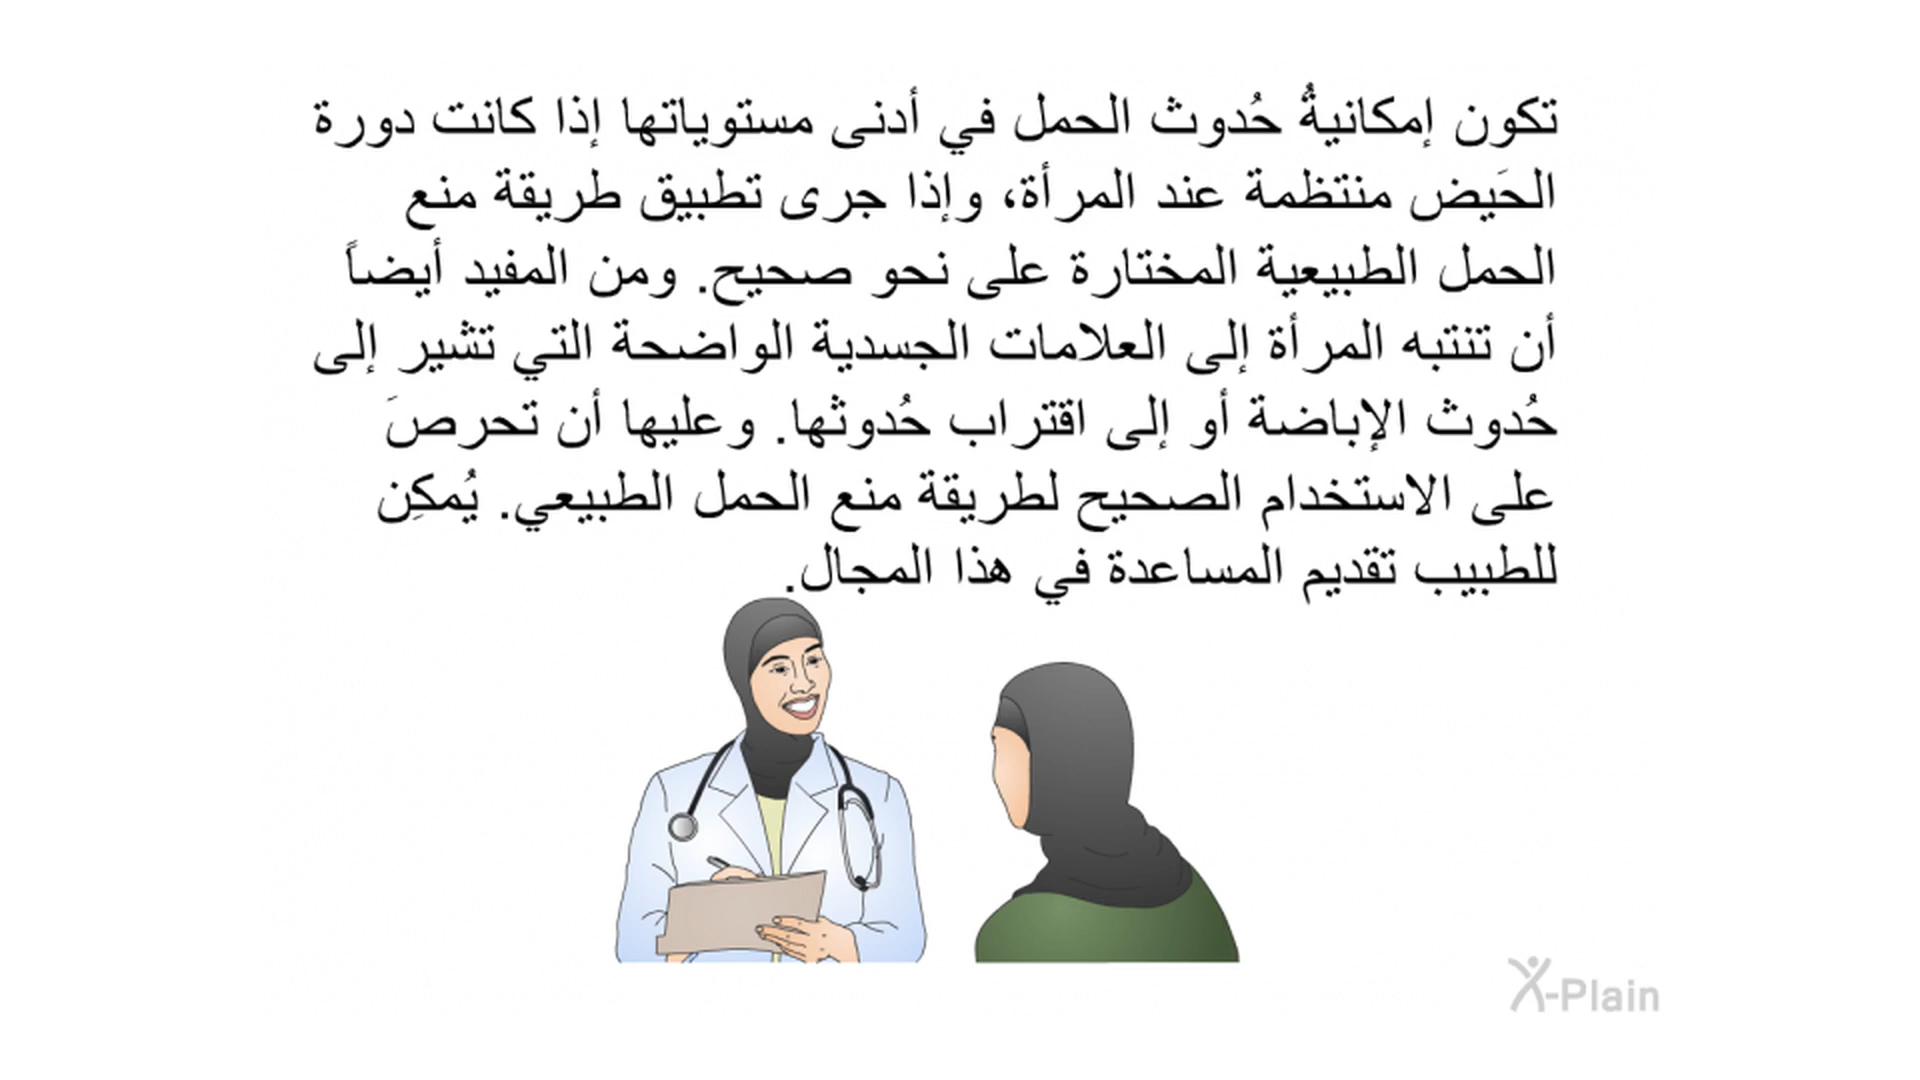 تكون إمكانيةُ حُدوث الحمل في أدنى مستوياتها إذا كانت دورة
الحَيض منتظمة عند المرأة، وإذا جرى تطبيق طريقة منع
الحمل الطبيعية المختارة على نحو صحيح. ومن المفيد أيضاً
أن تنتبه المرأة إلى العلامات الجسدية الواضحة التي تشير إلى
حُدوث الإباضة أو إلى اقتراب حُدوثها. وعليها أن تحرصَ
على الاستخدام الصحيح لطريقة منع الحمل الطبيعي. يُمكِن
للطبيب تقديم المساعدة في هذا المجال.
X-Plain